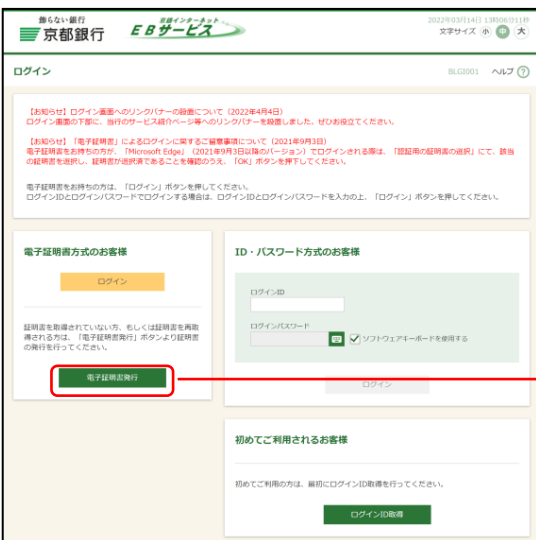 飾らない銀行
京都銀行
京銀インターネット
EBサービス
2022年03月14日 13時06分11秒
文字サイズ 小 中 大
ログイン
BLGI001 ヘルプ ?
【お知らせ】ログイン画面へのリンクバナーの設置について（2022年4月4日）
ログイン画面の下部に、当行のサービス紹介ページ等へのリンクバナーを設置しました。ぜひお役立てください。
【お知らせ】「電子証明書」によるログインに関するご留意事項について（2021年9月3日）
電子証明書をお持ちの方が、「Microsoft Edge」（2021年9月3日以降のバージョン）でログインされる際は、「認証用の証明書の選択」にて、該当
の証明書を選択し、証明書が選択済であることを確認のうえ、「OK」ボタンを押下してください。
電子証明書をお持ちの方は、「ログイン」ボタンを押してください。
ログインIDとログインパスワードでログインする場合は、ログインIDとログインパスワードを入力の上、「ログイン」ボタンを押してください。
電子証明書方式のお客様
ログイン
証明書を取得されていない方、もしくは証明書を再取
得される方は、「電子証明書発行」ボタンより証明書
の発行を行ってください。
電子証明書発行
ID・パスワード方式のお客様
ログインID
ログインパスワード
ソフトウェアキーボードを使用する
ログイン
初めてご利用されるお客様
初めてご利用の方は、最初にログインID取得を行ってください。
ログインID取得